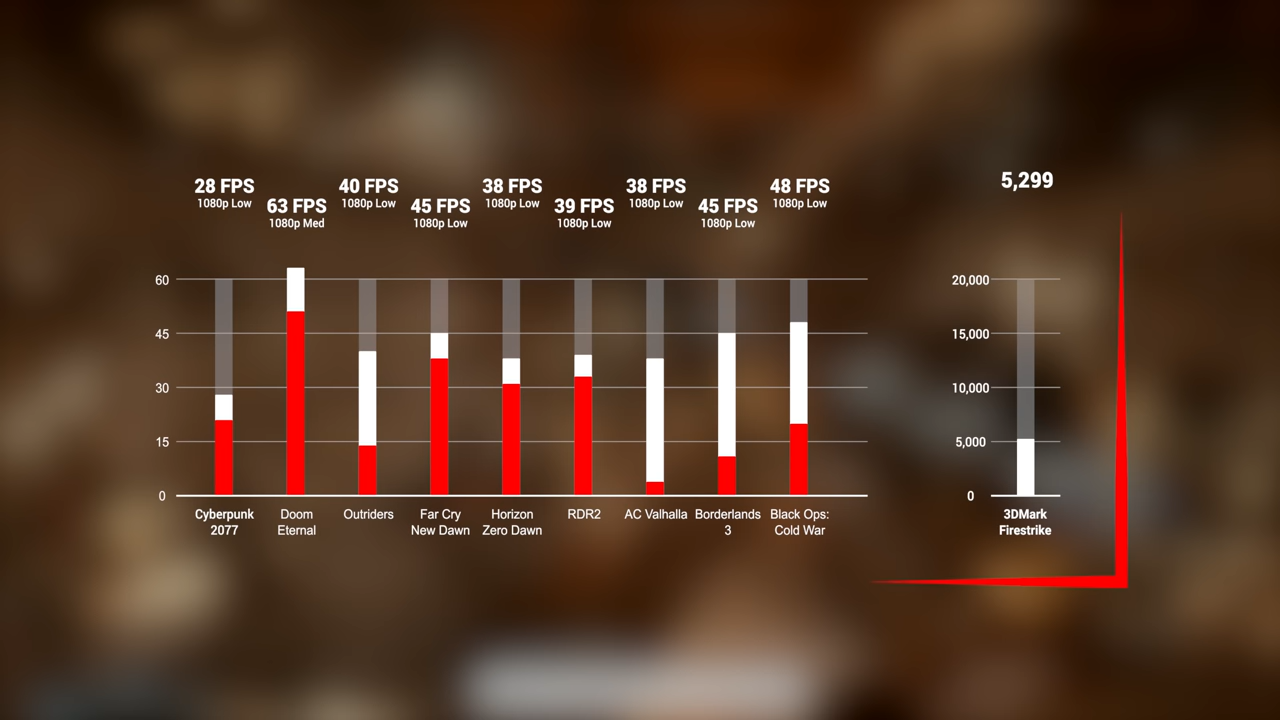 28 FPS
1080p Low
63 FPS
1080p Med
40 FPS
1080p Low
45 FPS
1080p Low
38 FPS
1080p Low
39 FPS
1080p Low
38 FPS
1080p Low
45 FPS
1080p Low
48 FPS
1080p Low
60
45
30
15
0
Cyberpunk
2077
Doom
Eternal
Outriders
Far Cry
New Dawn
Horizon
Zero Dawn
RDR2
AC Valhalla
Borderlands
3
Black Ops:
Cold War
5,299
20,000
15,000
10,000
5,000
0
3DMark
Firestrike